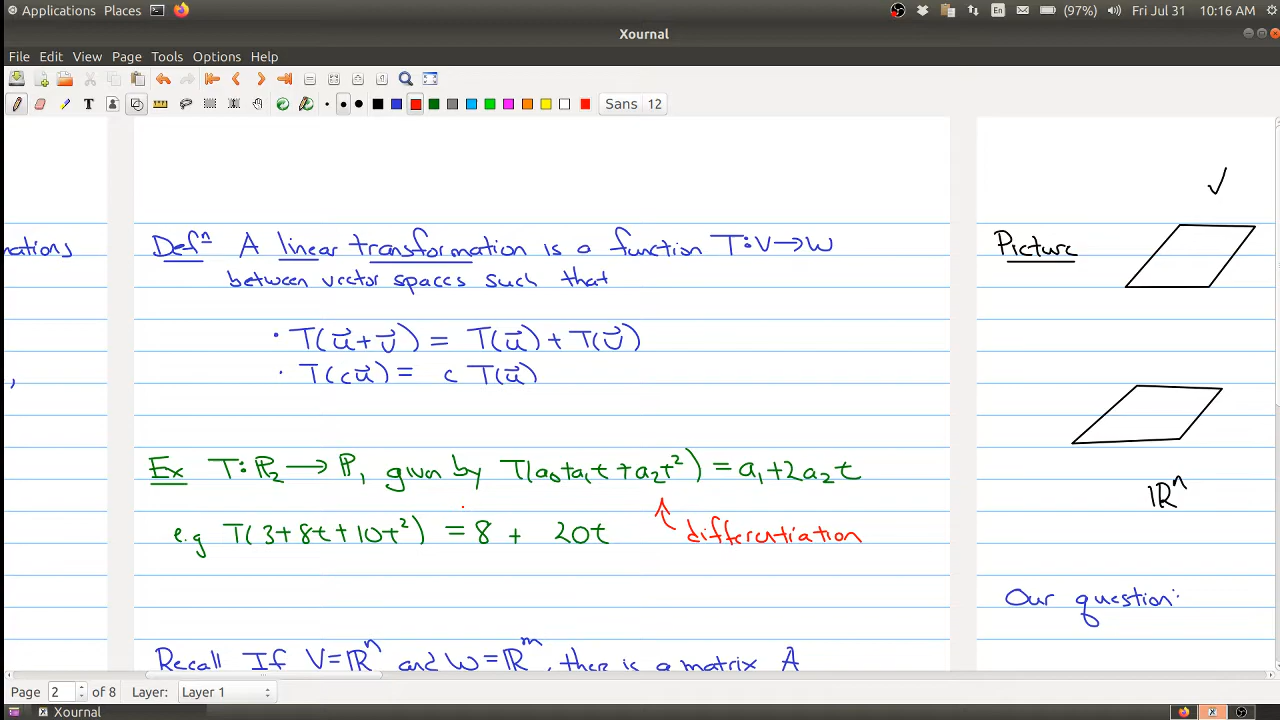 Applications Places (97%) Fri Jul 31 10:16 AM
En
Xournal
File Edit View Page Tools Options Help
Sans 12
Defⁿ A linear transformation is a function T:V→W
between vector spaces such that
· T(u⃗+v⃗) = T(u⃗)+T(v⃗)
· T(cu⃗) = c T(u⃗)
Ex T:ℙ₂→ℙ₁ given by T(a₀+a₁t+a₂t²)=a₁+2a₂t
e.g T(3+8t+10t²) = 8 + 20t
differentiation
Recall If V=ℝⁿ and W=ℝᵐ, there is a matrix A
√
Picture
ℝⁿ
Our question:
Page 2 of 8 Layer: Layer 1
Xournal